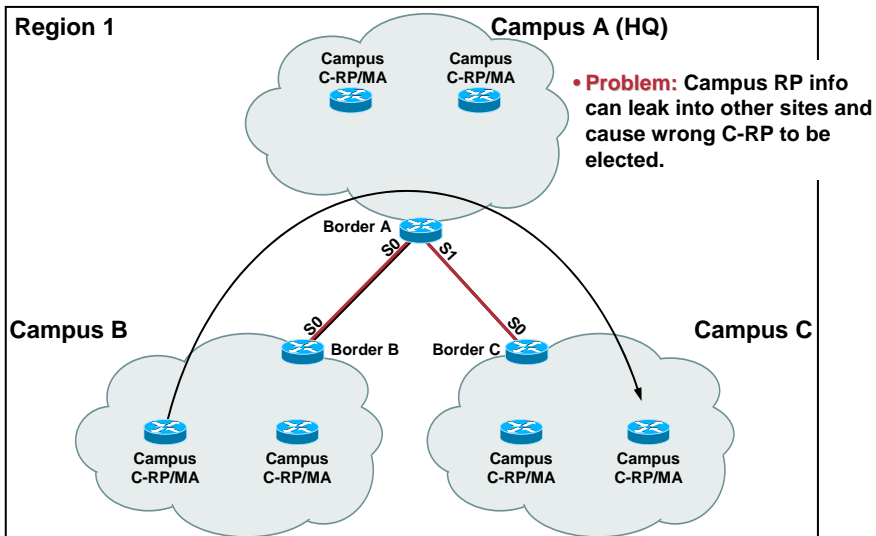 Region 1
Campus A (HQ)
Campus
C-RP/MA
Campus
C-RP/MA
• Problem: Campus RP info
can leak into other sites and
cause wrong C-RP to be
elected.
Border A
S0
S1
Campus B
S0
Border B
Border C
S0
Campus C
Campus
C-RP/MA
Campus
C-RP/MA
Campus
C-RP/MA
Campus
C-RP/MA